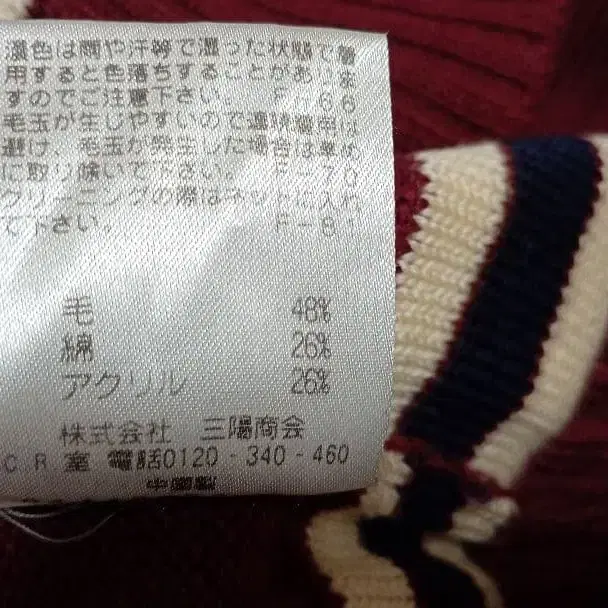 濃色は雨や汗等で湿った状態で着
用すると色落ちすることがありま
すのでご注意下さい。 F-66
毛玉が生じやすいので連続着用は
避け、毛玉が発生した場合は早め
に取り除いて下さい。 F-70
クリーニングの際はネットに入れ
て下さい。 F-81
毛 48%
綿 26%
アクリル 26%
株式会社 三陽商会
CR室 電話0120-340-460